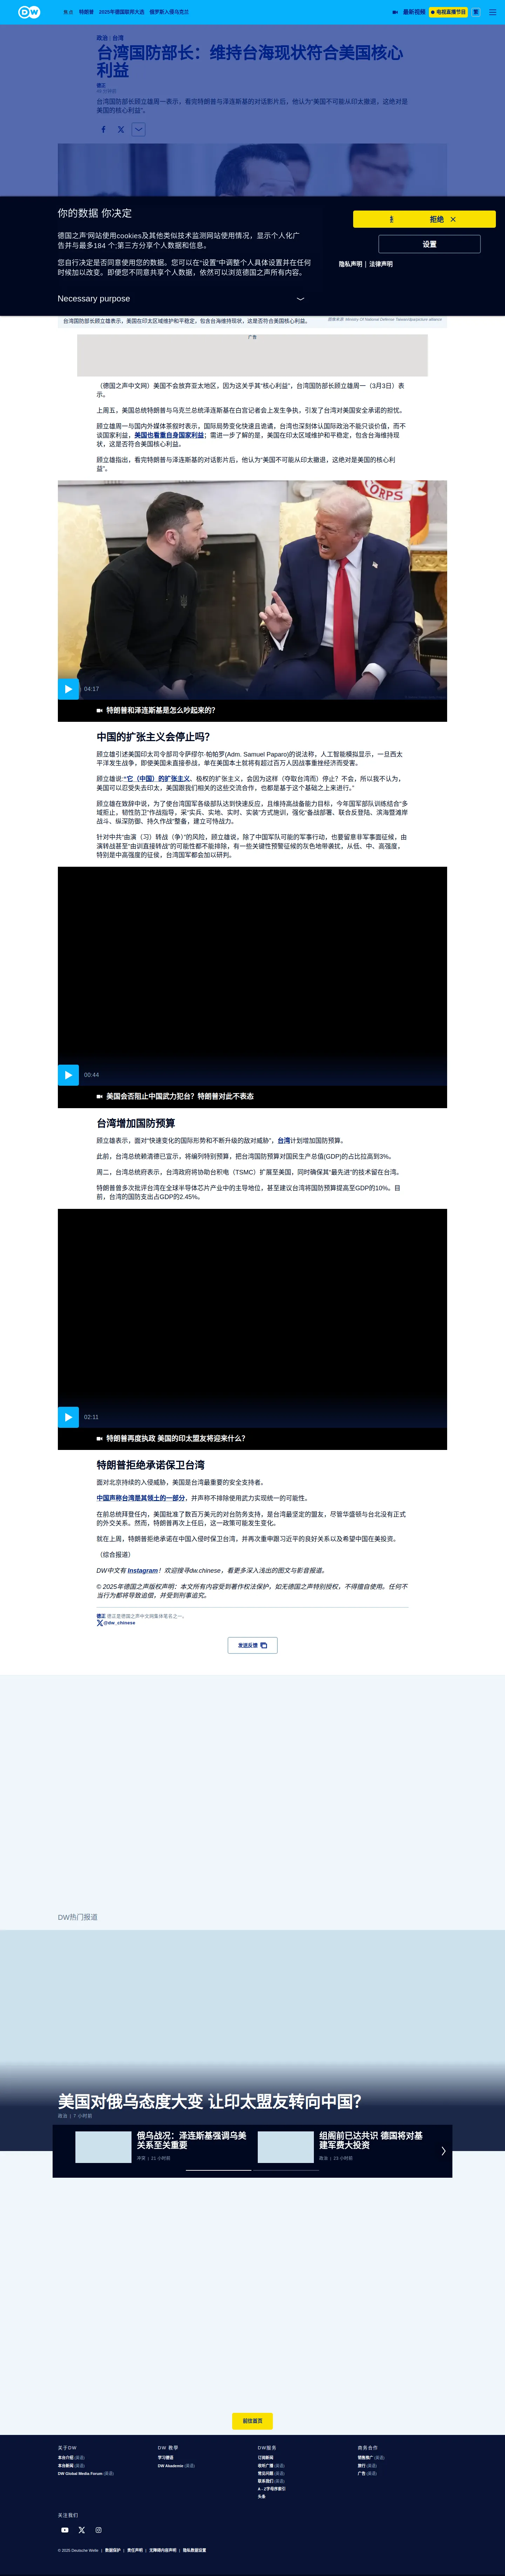 DW
焦点 特朗普 2025年德国联邦大选 俄罗斯入侵乌克兰
最新视频 电视直播节目 繁
政治 | 台湾
台湾国防部长：维持台海现状符合美国核心
利益
德正
台湾国防部长顾立雄周一表示，看完特朗普与泽连斯基的对话影片后，他认为“美国不可能从印太撤退，这绝对是
美国的核心利益”。
你的数据 你决定
德国之声 网站使用cookies及其他类似技术监测网站使用情况，显示个人化广
告并与最多184 个;第三方分享个人数据和信息。
您自行决定是否同意使用您的数据。您可以在“设置”中调整个人具体设置并在任何
时候加以改变。即便您不同意共享个人数据，依然可以浏览德国之声所有内容。
Necessary purpose
拒绝
设置
隐私声明 | 法律声明
台湾国防部长顾立雄表示，美国在印太区域维护和平稳定，包含台海维持现状，这是否符合美国核心利益。
广告
（德国之声中文网）美国不会放弃亚太地区，因为这关乎其“核心利益”，台湾国防部长顾立雄周一（3月3日）表
示。
上周五，美国总统特朗普与乌克兰总统泽连斯基在白宫记者会上发生争执，引发了台湾对美国安全承诺的担忧。
顾立雄周一与国内外媒体茶叙时表示，国际局势变化快速且诡谲，台湾也深刻体认国际政治不能只谈价值，而不
谈国家利益，美国也看重自身国家利益；需进一步了解的是，美国在印太区域维护和平稳定，包含台海维持现
状，这是否符合美国核心利益。
顾立雄指出，看完特朗普与泽连斯基的对话影片后，他认为“美国不可能从印太撤退，这绝对是美国的核心利
益”。
04:17
特朗普和泽连斯基是怎么吵起来的？
中国的扩张主义会停止吗？
顾立雄引述美国印太司令部司令萨缪尔·帕帕罗(Adm. Samuel Paparo)的说法称，人工智能模拟显示，一旦西太
平洋发生战争，即使美国未直接参战，单在美国本土就将有超过百万人因战事重挫经济而受害。
顾立雄说:“它（中国）的扩张主义、极权的扩张主义，会因为这样（夺取台湾而）停止？不会，所以我不认为，
美国可以忍受失去印太，美国跟我们相关的这些交流合作，也都是基于这个基础之上来进行。”
顾立雄在致辞中说，为了使台湾国军各级部队达到快速反应，且维持高战备能力目标，今年国军部队训练结合“多
域拒止，韧性防卫”作战指导，采“实兵、实地、实时、实装”方式施训，强化“备战部署、联合反登陆、滨海暨滩岸
战斗、纵深防御、持久作战”整备，建立可恃战力。
针对中共“由演（习）转战（争）”的风险，顾立雄说，除了中国军队可能的军事行动，也要留意非军事面征候，由
演转战甚至“由训直接转战”的可能性都不能排除，有一些关键性预警征候的灰色地带袭扰，从低、中、高强度，
特别是中高强度的征侯，台湾国军都会加以研判。
00:44
美国会否阻止中国武力犯台？特朗普对此不表态
台湾增加国防预算
顾立雄表示，面对“快速变化的国际形势和不断升级的敌对威胁”，台湾计划增加国防预算。
此前，台湾总统赖清德已宣示，将编列特别预算，把台湾国防预算对国民生产总值(GDP)的占比拉高到3%。
周二，台湾总统府表示，台湾政府将协助台积电（TSMC）扩展至美国，同时确保其“最先进”的技术留在台湾。
特朗普曾多次批评台湾在全球半导体芯片产业中的主导地位，甚至建议台湾将国防预算提高至GDP的10%。目
前，台湾的国防支出占GDP的2.45%。
02:11
特朗普再度执政 美国的印太盟友将迎来什么？
特朗普拒绝承诺保卫台湾
面对北京持续的入侵威胁，美国是台湾最重要的安全支持者。
中国声称台湾是其领土的一部分，并声称不排除使用武力实现统一的可能性。
在前总统拜登任内，美国批准了数百万美元的对台防务支持，是台湾最坚定的盟友，尽管华盛顿与台北没有正式
的外交关系。然而，特朗普再次上任后，这一政策可能发生变化。
就在上周，特朗普拒绝承诺在中国入侵时保卫台湾，并再次重申跟习近平的良好关系以及希望中国在美投资。
（综合报道）
DW中文有 Instagram！欢迎搜寻dw.chinese，看更多深入浅出的图文与影音报道。
© 2025年德国之声版权声明：本文所有内容受到著作权法保护，如无德国之声特别授权，不得擅自使用。任何不
当行为都将导致追偿，并受到刑事追究。
德正 德正是德国之声中文网集体笔名之一。
@dw_chinese
发送反馈
DW热门报道
美国对俄乌态度大变 让印太盟友转向中国？
政治 | 7 小时前
俄乌战况：泽连斯基强调乌美
关系至关重要
冲突 | 21 小时前
组阁前已达共识 德国将对基
建军费大投资
政治 | 23 小时前
前往首页
关于DW
本台介绍 (英语)
本台新闻 (英语)
DW Global Media Forum (英语)
DW 教学
学习德语
DW Akademie (英语)
DW服务
订阅新闻
收听广播 (英语)
常见问题 (英语)
联系我们 (英语)
A - Z字母序索引
头条
商务合作
销售推广 (英语)
旅行 (英语)
广告 (英语)
关注我们
© 2025 Deutsche Welle | 数据保护 | 责任声明 | 无障碍内容声明 | 隐私数据设置